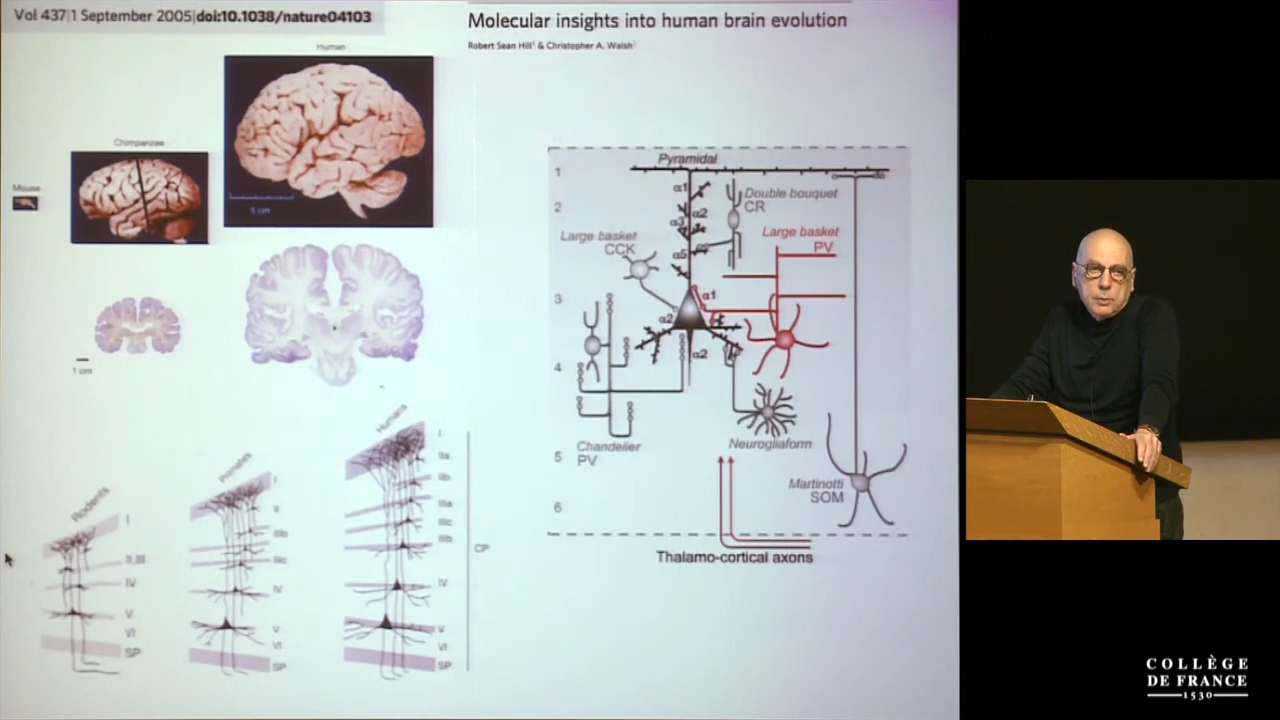 Vol 437|1 September 2005|doi:10.1038/nature04103
Molecular insights into human brain evolution
Robert Sean Hill¹ & Christopher A. Walsh¹
Human
Chimpanzee
Mouse
5 cm
1 cm
Rodents
I
II,III
IV
V
VI
SP
Primates
I
II
IIIb
IIIc
IV
V
VI
SP
Humans
I
IIa
IIb
IIIa
IIIc
IIIb
IV
V
VI
SP
CP
1
2
3
4
5
6
Pyramidal
α1
α2
α3
α5
Double bouquet
CR
Large basket
CCK
Large basket
PV
α1
α2
α2
Chandelier
PV
Neurogliaform
Martinotti
SOM
Thalamo-cortical axons
COLLÈGE
DE FRANCE
1530